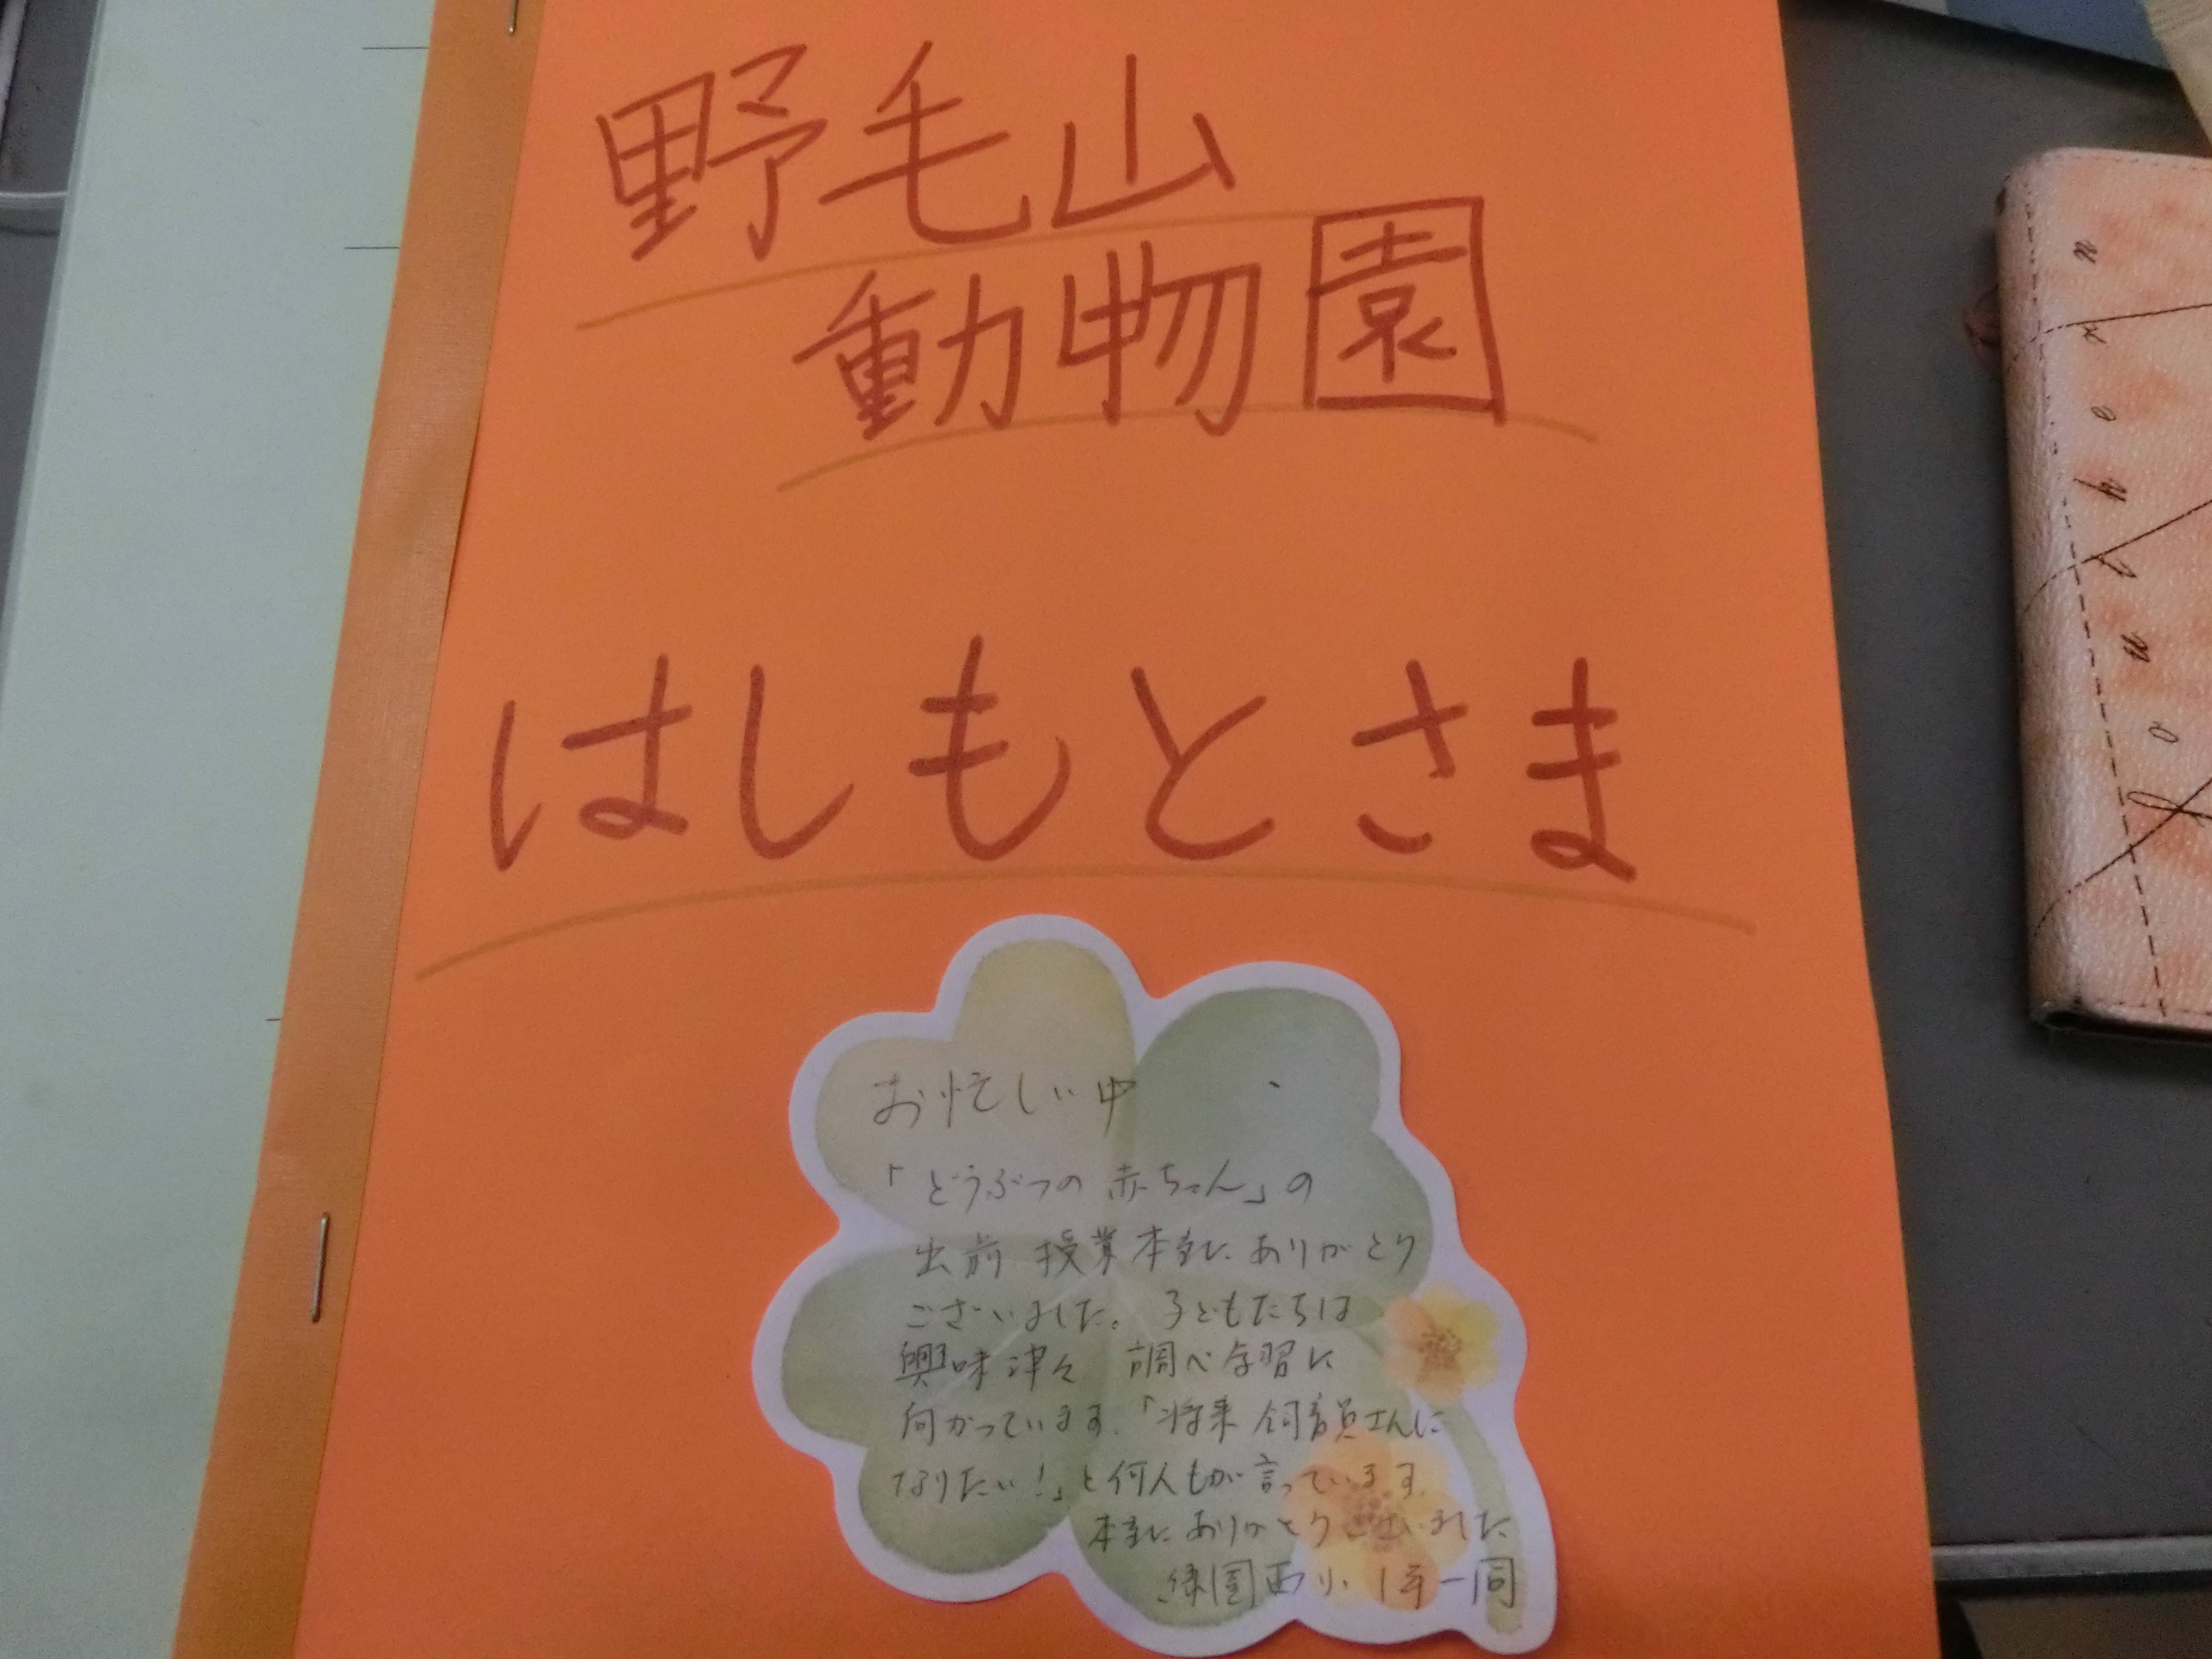 野毛山
動物園
はしもとさま
お忙しい中
「どうぶつの赤ちゃん」の
出前授業本当にありがとう
ございました。子どもたちは
興味津々 調べ学習に
向かっています。「将来 飼育員さんに
なりたい！」と何人もが言っています。
本当にありがとうございました
緑園西小 1年一同